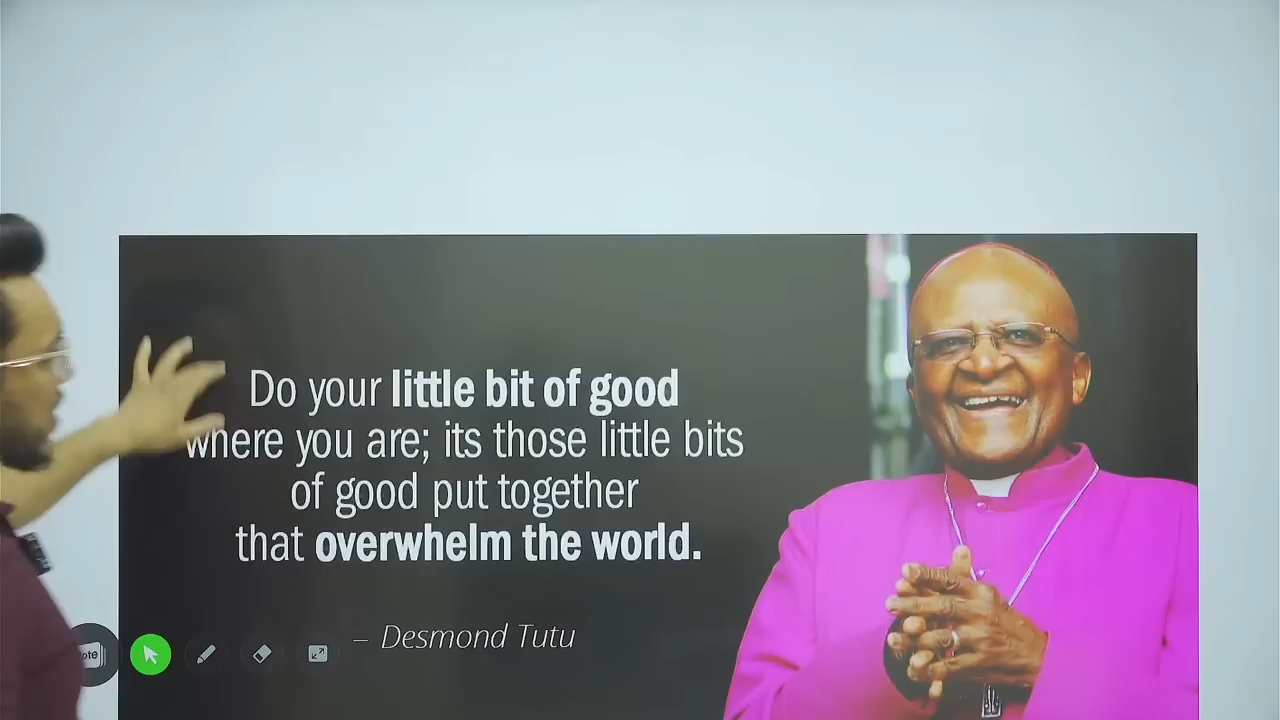 Do your little bit of good
where you are; its those little bits
of good put together
that overwhelm the world.
– Desmond Tutu
ote